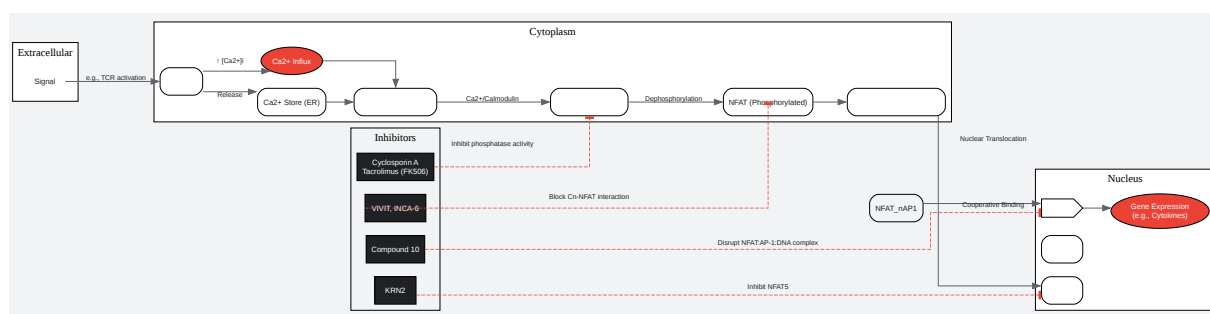 Cytoplasm
Extracellular
Signal
e.g., TCR activation
↑ [Ca2+]i
Ca2+ Influx
Release
Ca2+ Store (ER)
Ca2+/Calmodulin
Dephosphorylation
NFAT (Phosphorylated)
Inhibitors
Inhibit phosphatase activity
Nuclear Translocation
Cyclosporin A
Tacrolimus (FK506)
Nucleus
VIVIT, INCA-6
Block Cn-NFAT interaction
NFAT_nAP1
Cooperative Binding
Gene Expression
(e.g., Cytokines)
Compound 10
Disrupt NFAT:AP-1:DNA complex
KRN2
Inhibit NFAT5